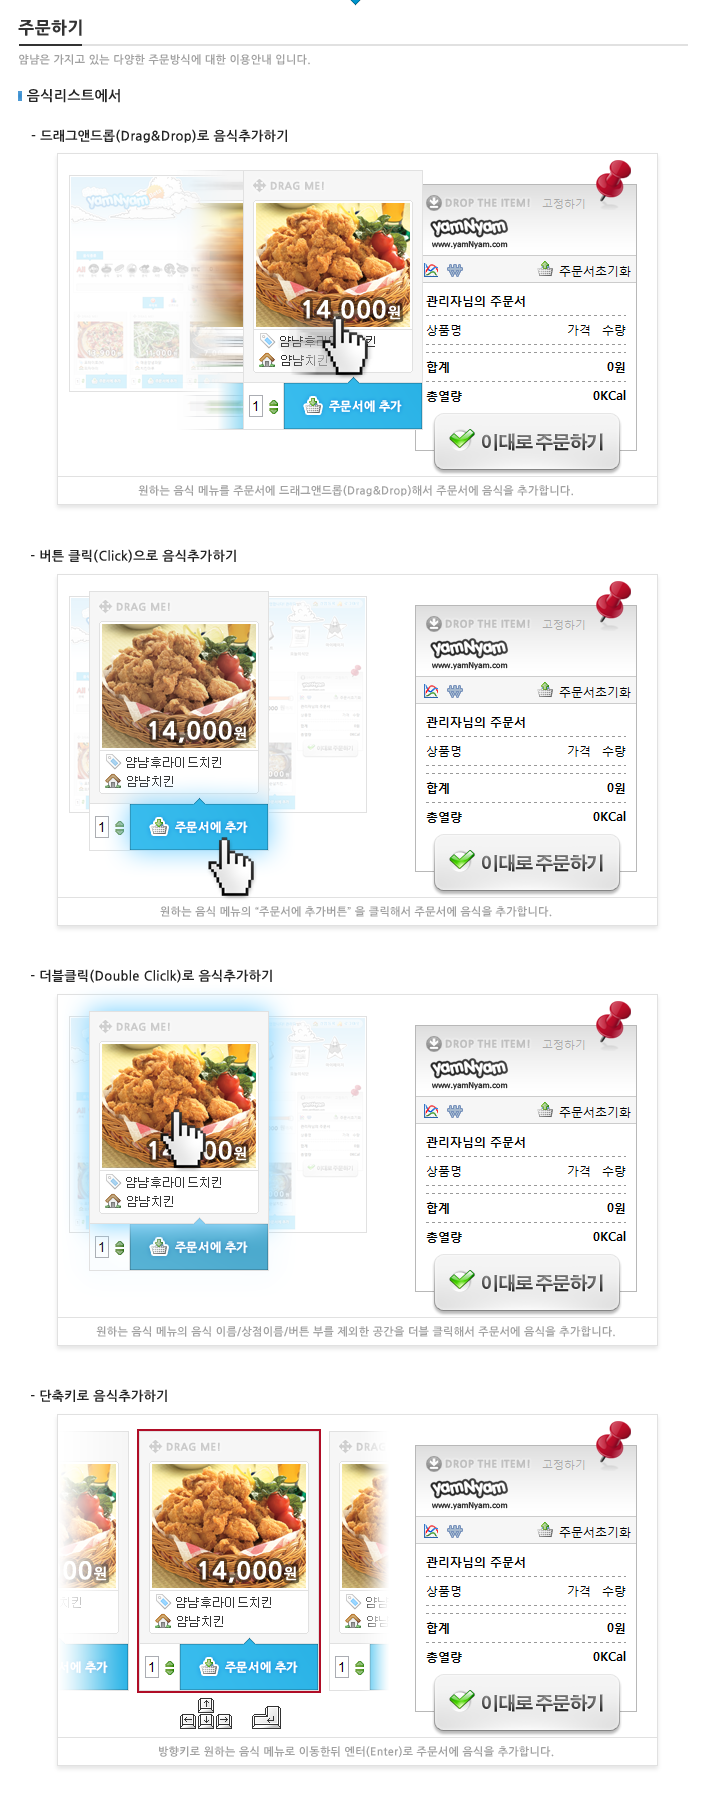 주문하기
얌냠은 가지고 있는 다양한 주문방식에 대한 이용안내 입니다.
음식리스트에서
- 드래그앤드롭(Drag&Drop)로 음식추가하기
DRAG ME!
14,000원
얌냠치킨
1
주문서에 추가
DROP THE ITEM! 고정하기
yamNyam
www.yamNyam.com
주문서초기화
관리자님의 주문서
상품명 가격 수량
합계 0원
총열량 0KCal
이대로 주문하기
원하는 음식 메뉴를 주문서에 드래그앤드롭(Drag&Drop)해서 주문서에 음식을 추가합니다.
- 버튼 클릭(Click)으로 음식추가하기
DRAG ME!
14,000원
얌냠후라이드치킨
얌냠치킨
1
주문서에 추가
DROP THE ITEM! 고정하기
yamNyam
www.yamNyam.com
주문서초기화
관리자님의 주문서
상품명 가격 수량
합계 0원
총열량 0KCal
이대로 주문하기
원하는 음식 메뉴의 "주문서에 추가버튼" 을 클릭해서 주문서에 음식을 추가합니다.
- 더블클릭(Double Cliclk)로 음식추가하기
DRAG ME!
14 00원
얌냠후라이드치킨
얌냠치킨
1
주문서에 추가
DROP THE ITEM! 고정하기
yamNyam
www.yamNyam.com
주문서초기화
관리자님의 주문서
상품명 가격 수량
합계 0원
총열량 0KCal
이대로 주문하기
원하는 음식 메뉴의 음식 이름/상점이름/버튼 부를 제외한 공간을 더블 클릭해서 주문서에 음식을 추가합니다.
- 단축키로 음식추가하기
00원
치킨
에 추가
DRAG ME!
14,000원
얌냠후라이드치킨
얌냠치킨
1
주문서에 추가
DRAG
1
DROP THE ITEM! 고정하기
yamNyam
www.yamNyam.com
주문서초기화
관리자님의 주문서
상품명 가격 수량
합계 0원
총열량 0KCal
이대로 주문하기
방향키로 원하는 음식 메뉴로 이동한뒤 엔터(Enter)로 주문서에 음식을 추가합니다.